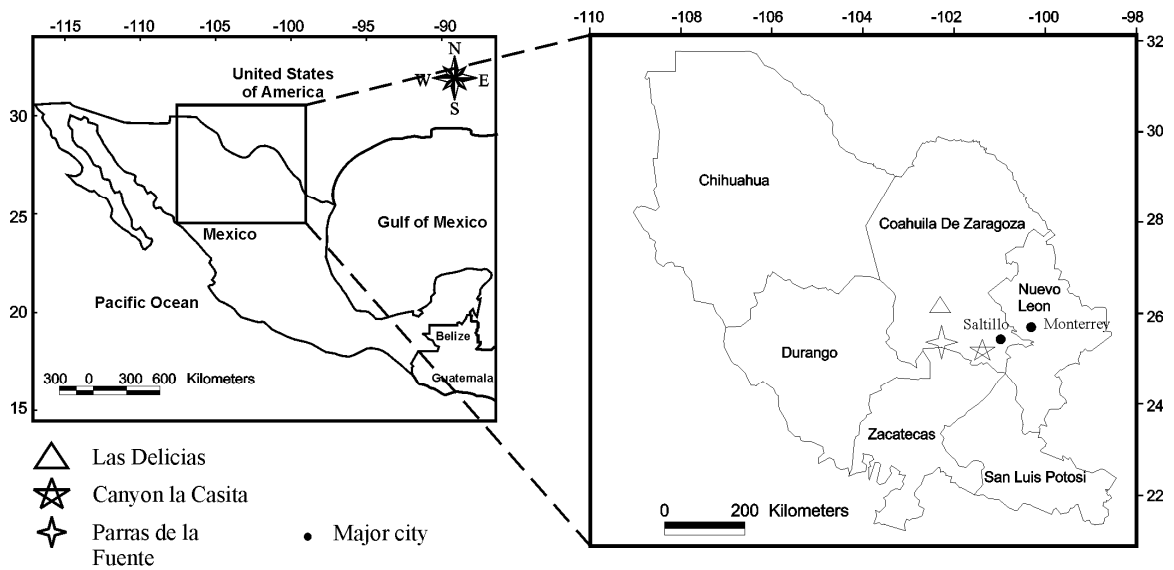 -115 -110 -105 -100 -95 -90
N
W E
S
United States
of America
30
25
20
15
Gulf of Mexico
Mexico
Pacific Ocean
Belize
Guatemala
300 0 300 600 Kilometers
Las Delicias
Canyon la Casita
Parras de la
Fuente
Major city
-110 -108 -106 -104 -102 -100 -98
32
30
28
26
24
22
Chihuahua
Coahuila De Zaragoza
Nuevo
Leon
Saltillo
Monterrey
Durango
Zacatecas
San Luis Potosi
0 200 Kilometers